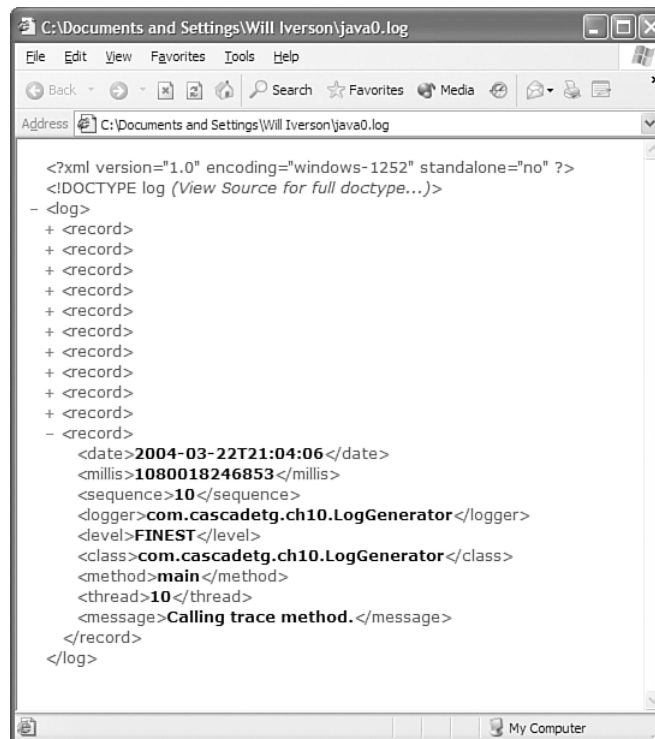 C:\Documents and Settings\Will Iverson\java0.log
File Edit View Favorites Tools Help
Back Search Favorites Media
Address C:\Documents and Settings\Will Iverson\java0.log
<?xml version="1.0" encoding="windows-1252" standalone="no" ?>
<!DOCTYPE log (View Source for full doctype...)>
- <log>
+ <record>
+ <record>
+ <record>
+ <record>
+ <record>
+ <record>
+ <record>
+ <record>
+ <record>
+ <record>
- <record>
<date>2004-03-22T21:04:06</date>
<millis>1080018246853</millis>
<sequence>10</sequence>
<logger>com.cascadetg.ch10.LogGenerator</logger>
<level>FINEST</level>
<class>com.cascadetg.ch10.LogGenerator</class>
<method>main</method>
<thread>10</thread>
<message>Calling trace method.</message>
</record>
</log>
My Computer